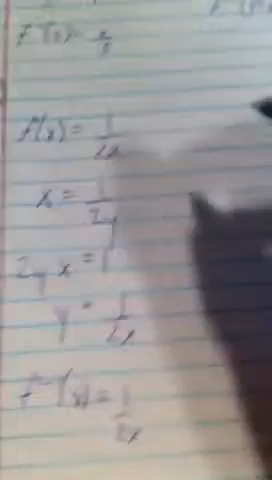 f(x) = 1/2x
x = 1/2y
2y x = 1
y = 1/2x
f⁻¹(x) = 1/2x